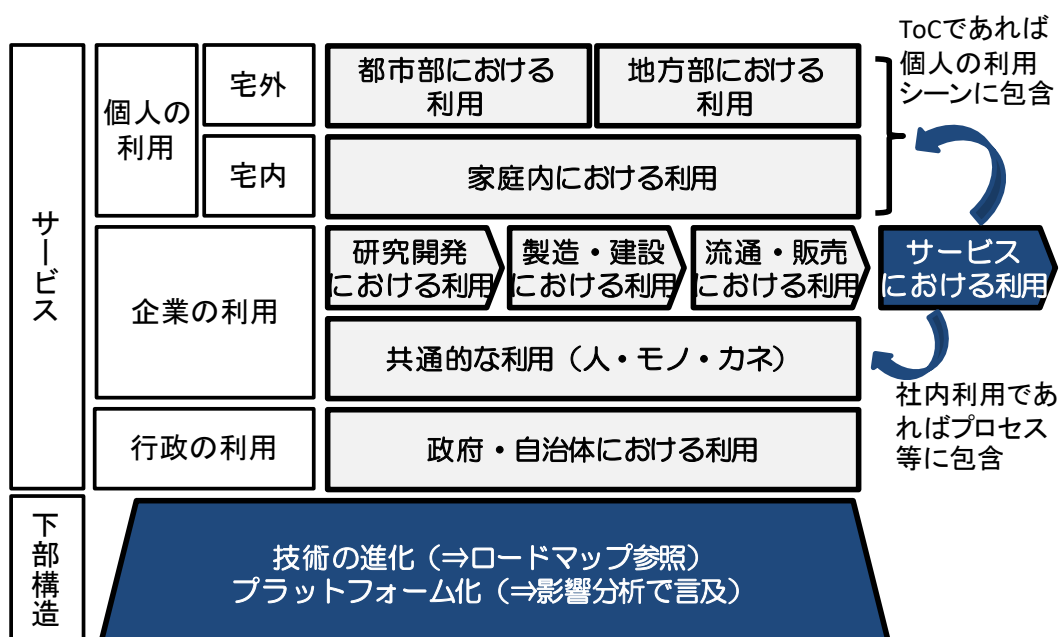 ToCであれば
個人の利用
シーンに包含
サービス
個人の
利用
宅外
都市部における
利用
地方部における
利用
宅内
家庭内における利用
企業の利用
研究開発
における利用
製造・建設
における利用
流通・販売
における利用
サービス
における利用
共通的な利用（人・モノ・カネ）
社内利用であ
ればプロセス
等に包含
行政の利用
政府・自治体における利用
下部構造
技術の進化（⇒ロードマップ参照）
プラットフォーム化（⇒影響分析で言及）